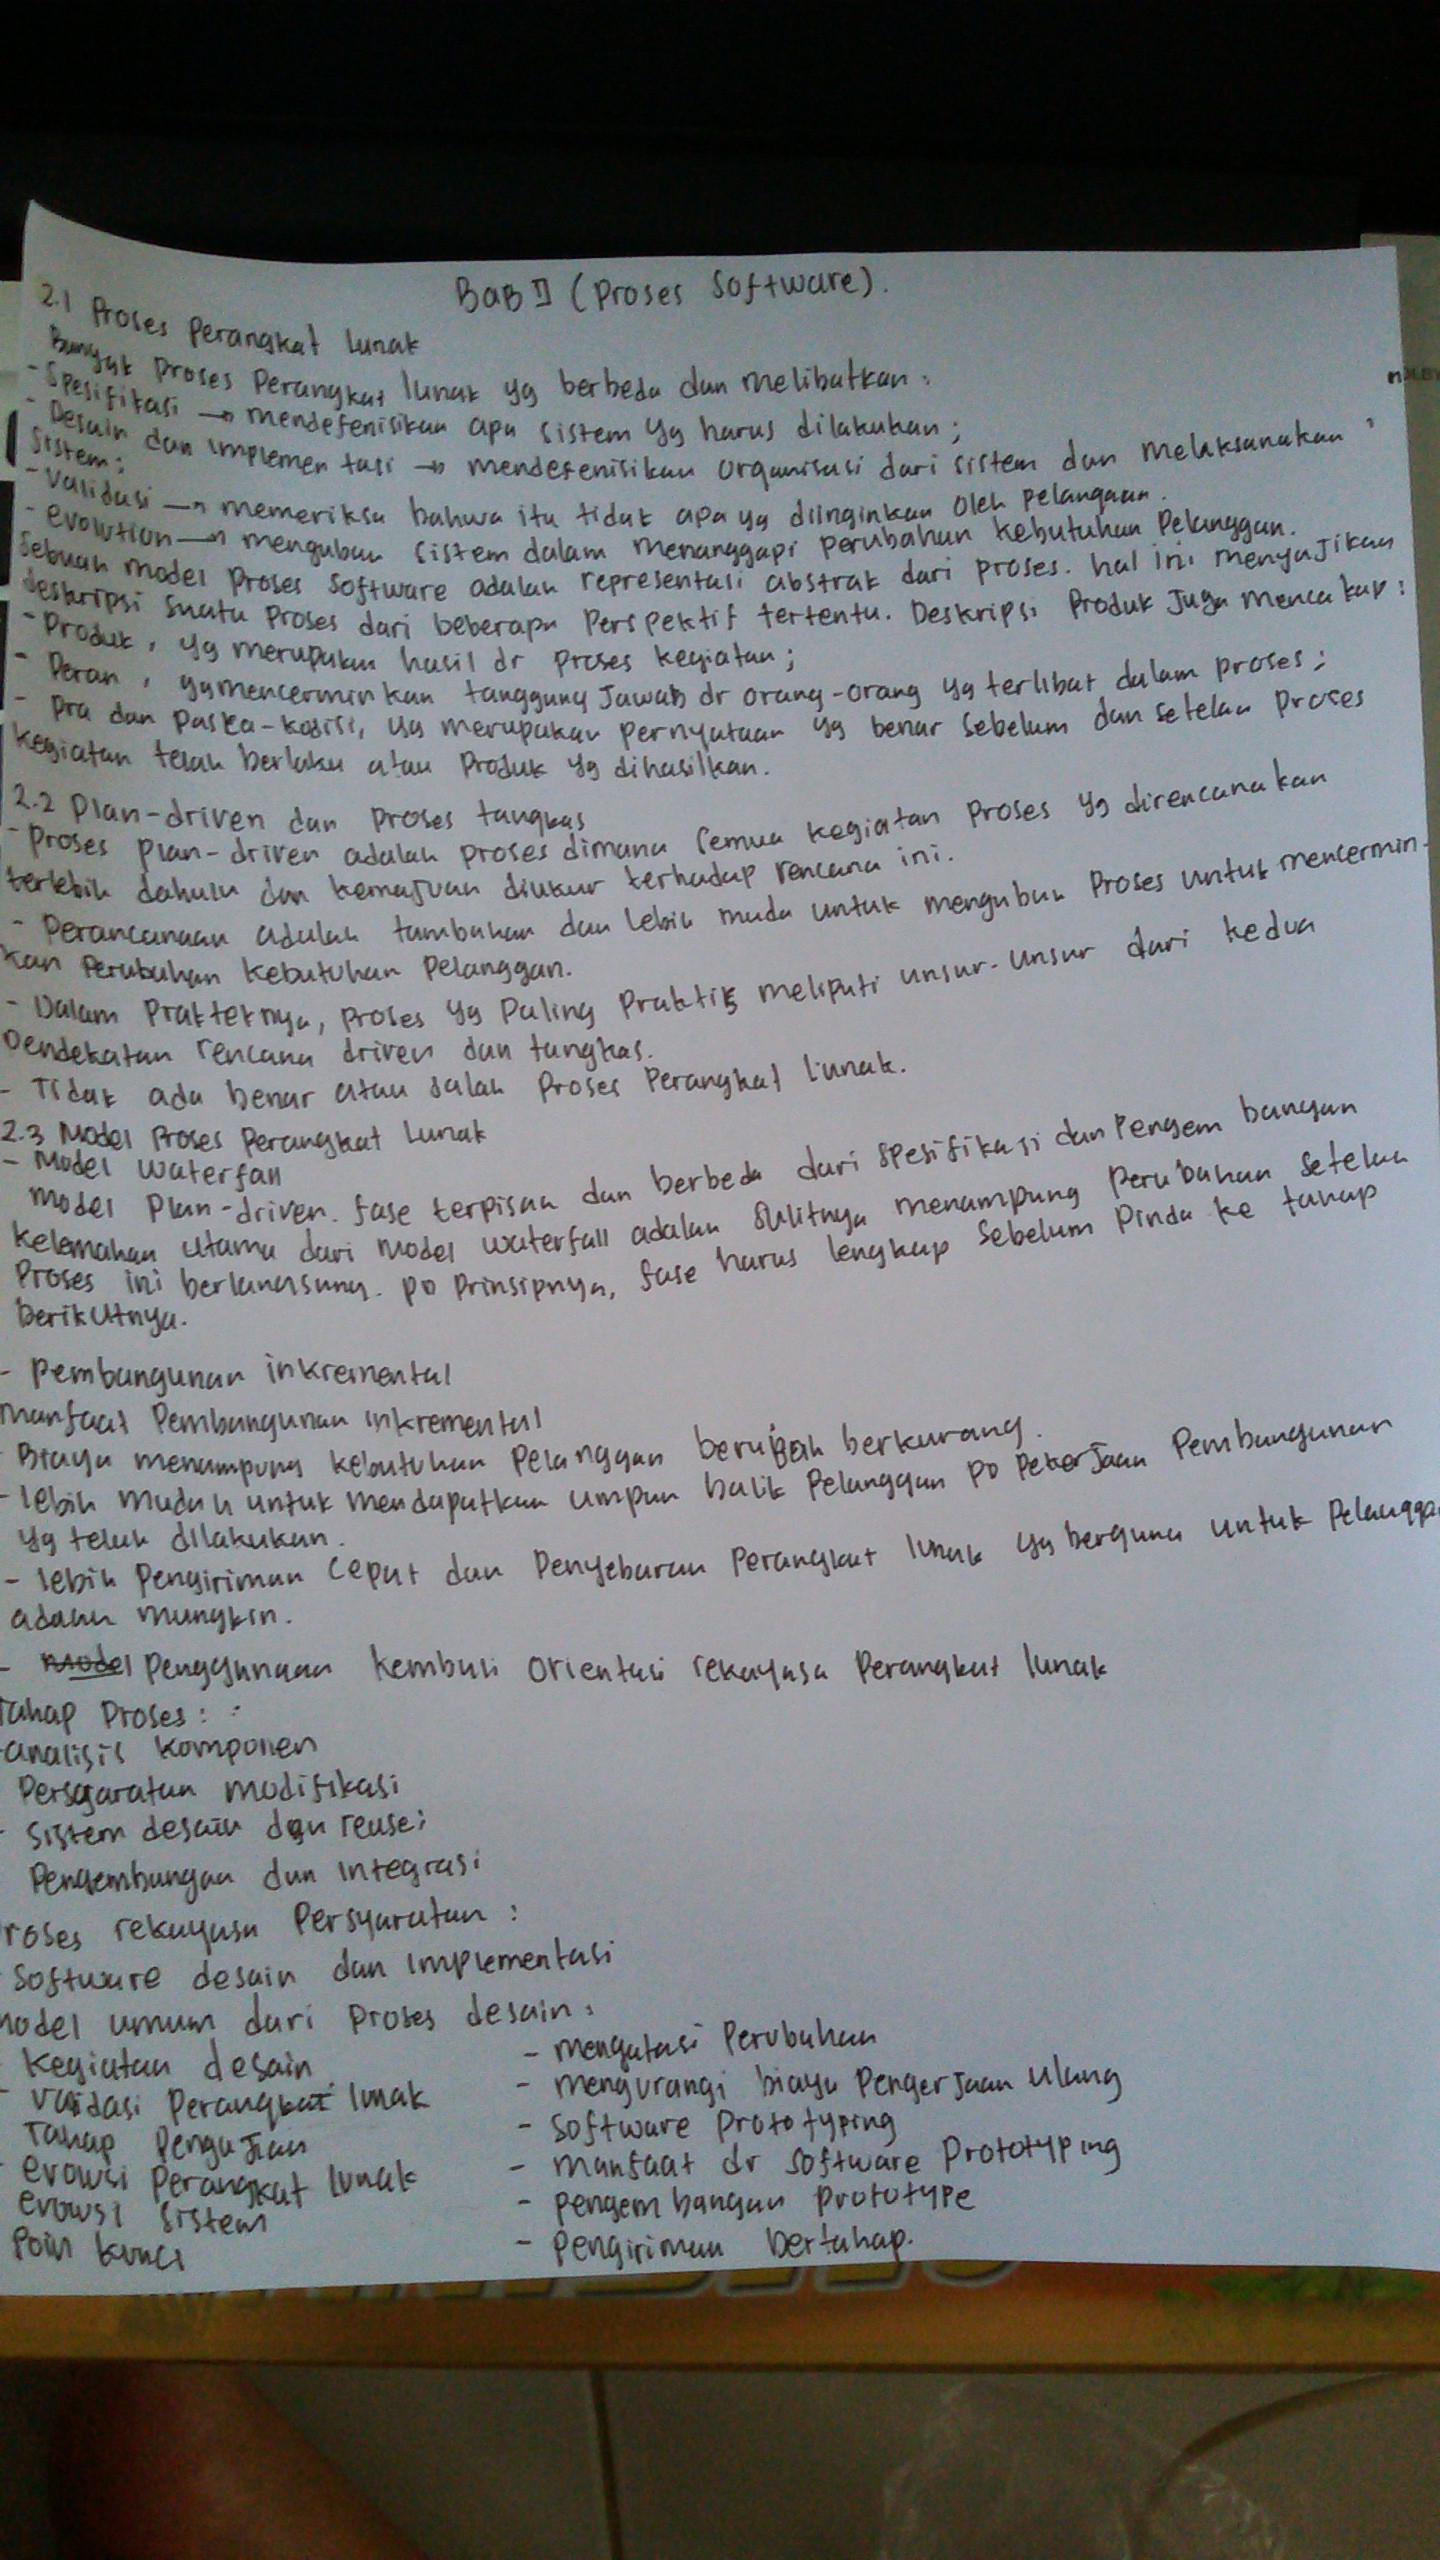 BAB II (Proses Software).
2.1 Proses Perangkat lunak
Banyak Proses Perangkat lunak yg berbeda dan melibatkan :
- Spesifikasi → mendefenisikan apa sistem yg harus dilakukan ;
- Desain dan implementasi → mendefenisikan organisasi dari sistem dan melaksanakan
sistem ;
- Validasi → memeriksa bahwa itu tidak apa yg diinginkan oleh pelanggan.
- evolution → mengubah sistem dalam menanggapi perubahan kebutuhan Pelanggan.
Sebuah model Proses software adalah representasi abstrak dari proses. hal ini menyajikan
deskripsi suatu Proses dari beberapa Perspektif tertentu. Deskripsi Produk Juga mencakup :
- Produk, yg merupakan hasil dr proses kegiatan ;
- Peran, yg mencerminkan tanggung Jawab dr orang-orang yg terlibat dalam proses ;
- Pra dan Paska-kodisi, yg merupakan Pernyataan yg benar sebelum dan setelah Proses
kegiatan telah berlaku atau Produk yg dihasilkan.
2.2 Plan-driven dan Proses tangkas
- Proses Plan-driven adalah proses dimana semua kegiatan Proses yg direncanakan
terlebih dahulu dan kemajuan diukur terhadap rencana ini.
- Perancanaan adalah tambahan dan lebih muda untuk mengubah Proses untuk mencermin-
kan Perubahan kebutuhan Pelanggan.
- Dalam Prakteknya, proses yg Paling Praktis meliputi unsur-unsur dari kedua
Pendekatan rencana driven dan tangkas.
- Tidak ada benar atau salah Proses Perangkat lunak.
2.3 Model Proses Perangkat Lunak
- Model waterfall
Model Plan-driven. fase terpisah dan berbeda dari spesifikasi dan Pengembangan
kelemahan utama dari model waterfall adalah sulitnya menampung Perubahan setelah
Proses ini berlangsung. pd Prinsipnya, fase harus lengkap sebelum pinda ke tahap
berikutnya.
- Pembangunan inkremental
manfaat Pembangunan inkremental
- Biaya menampung kebutuhan Pelanggan berubah berkurang.
- lebih mudah untuk mendapatkan umpan balik Pelanggan pd Pekerjaan Pembangunan
yg telah dilakukan.
- lebih Pengiriman cepat dan Penyebaran Perangkat lunak yg berguna untuk Pelangga
adalah mungkin.
- Penggunaan kembali orientasi rekayasa Perangkat lunak
Tahap Proses :
- analisis komponen
Persyaratan modifikasi
- Sistem desain dgn reuse ;
Pengembangan dan integrasi
roses rekayasa Persyaratan :
- Software desain dan implementasi
model umum dari Proses desain :
- kegiatan desain
- Validasi Perangkat lunak
Tahap Pengujian
- evolusi Perangkat lunak
evolusi sistem
Poin kunci
- mengatasi Perubahan
- mengurangi biaya Pengerjaan Ulang
- Software Prototyping
- manfaat dr software Prototyping
- Pengembangan Prototype
- Pengiriman bertahap.